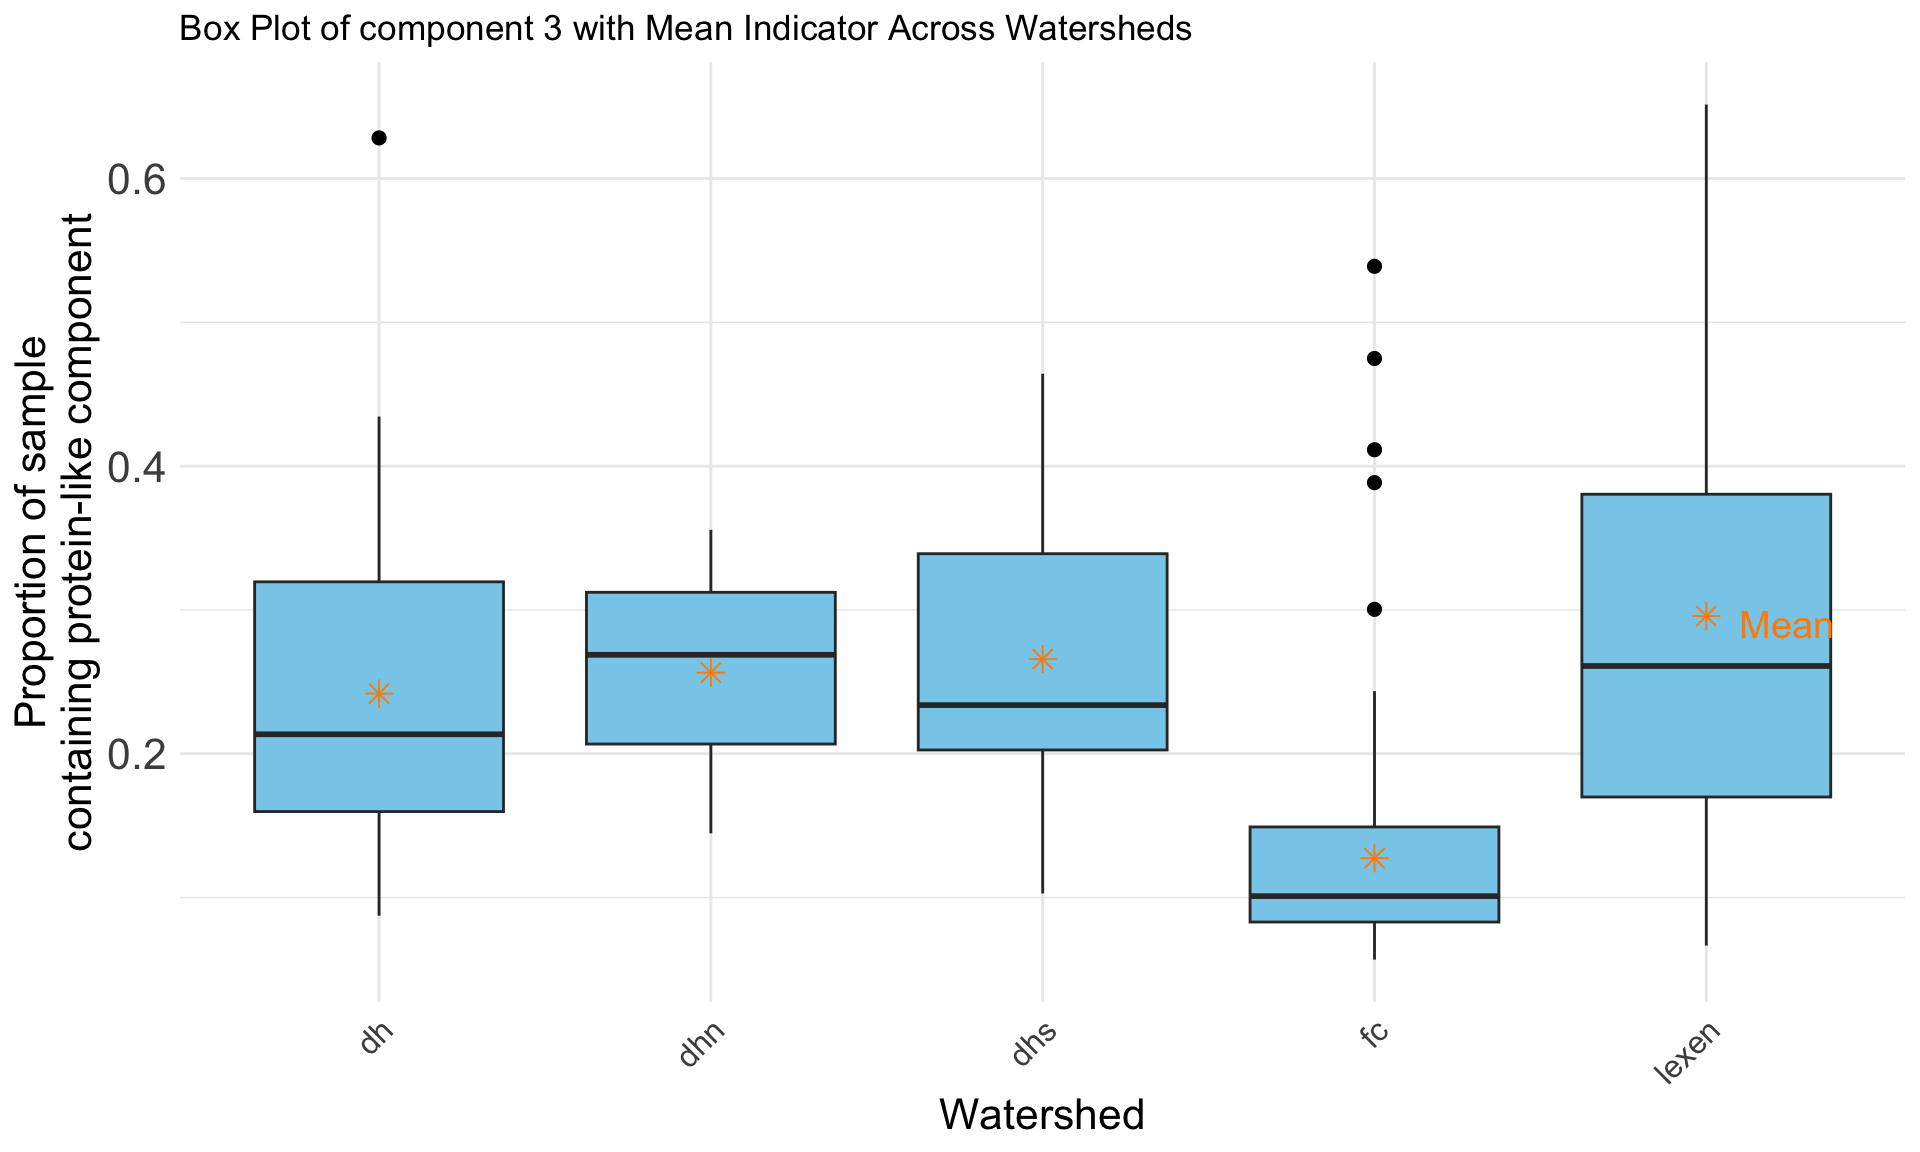 Box Plot of component 3 with Mean Indicator Across Watersheds
Proportion of sample
containing protein-like component
0.6
0.4
0.2
Mean
dh
dhn
dhs
fc
lexen
Watershed